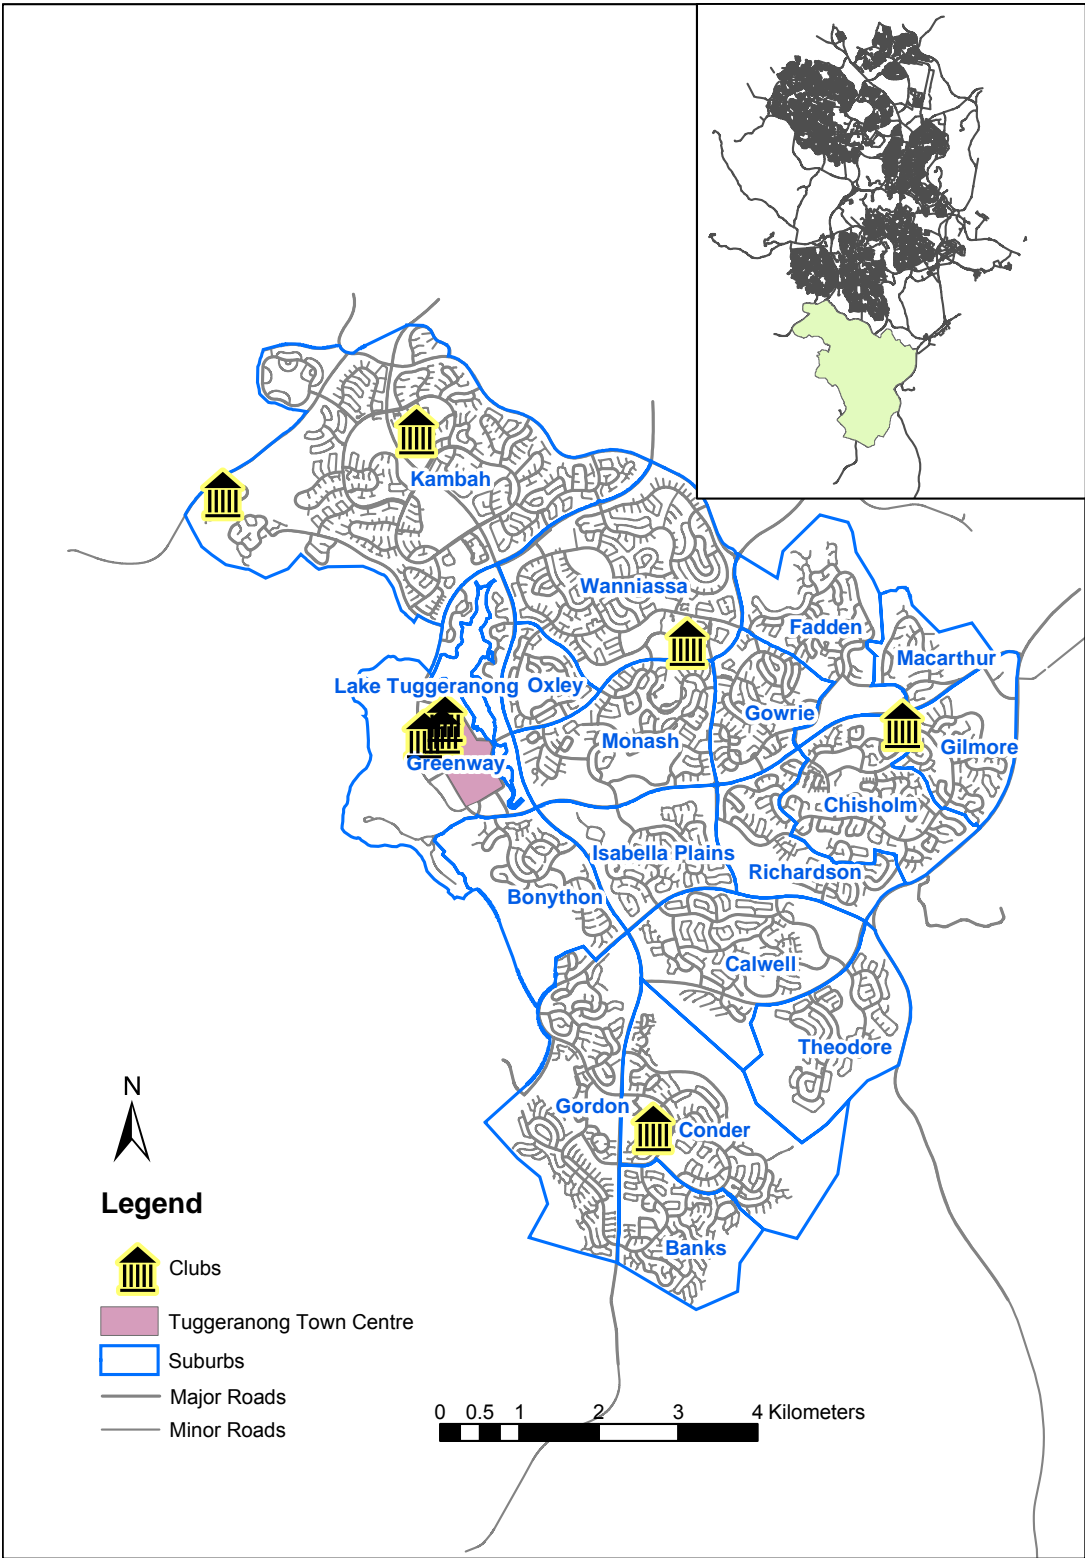 Kambah
Wanniassa
Fadden
Macarthur
Lake Tuggeranong
Oxley
Gowrie
Monash
Gilmore
Greenway
Chisholm
Isabella Plains
Richardson
Bonython
Calwell
Theodore
Gordon
Conder
Banks
N
Legend
Clubs
Tuggeranong Town Centre
Suburbs
Major Roads
Minor Roads
0 0.5 1 2 3 4 Kilometers